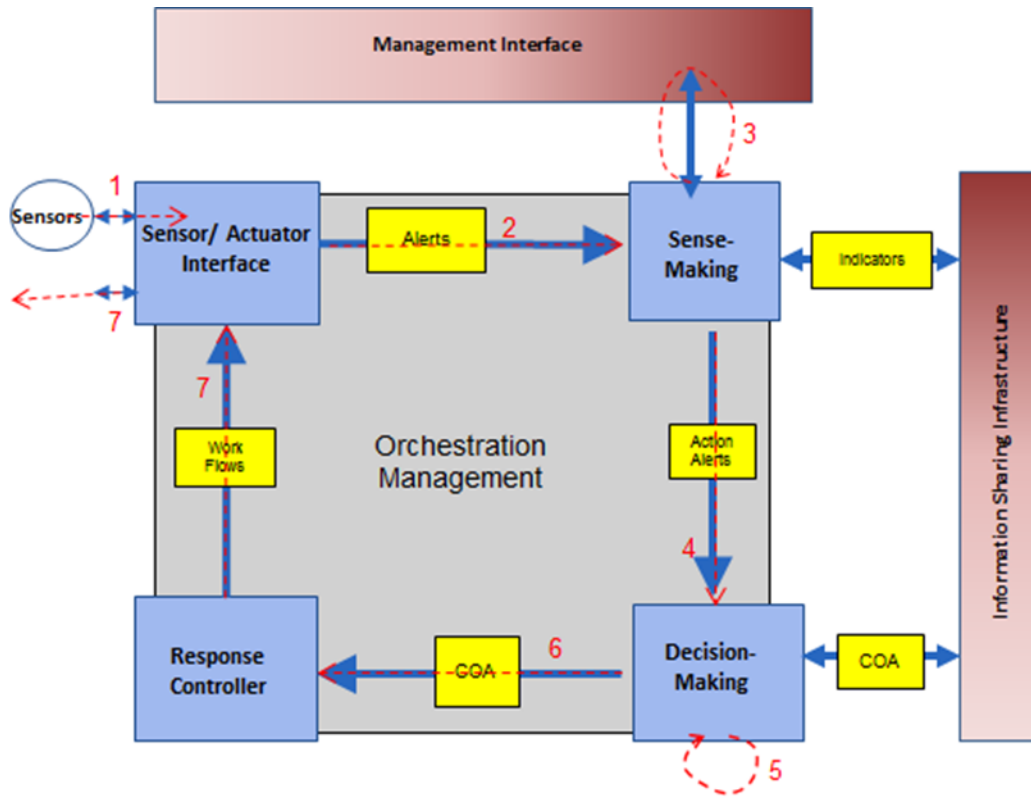 Management Interface
3
1
Sensors
Sensor/ Actuator
Interface
Alerts
2
Sense-
Making
Indicators
7
7
Work
Flows
Orchestration
Management
Action
Alerts
4
Information Sharing Infrastructure
Response
Controller
COA
6
Decision-
Making
COA
5